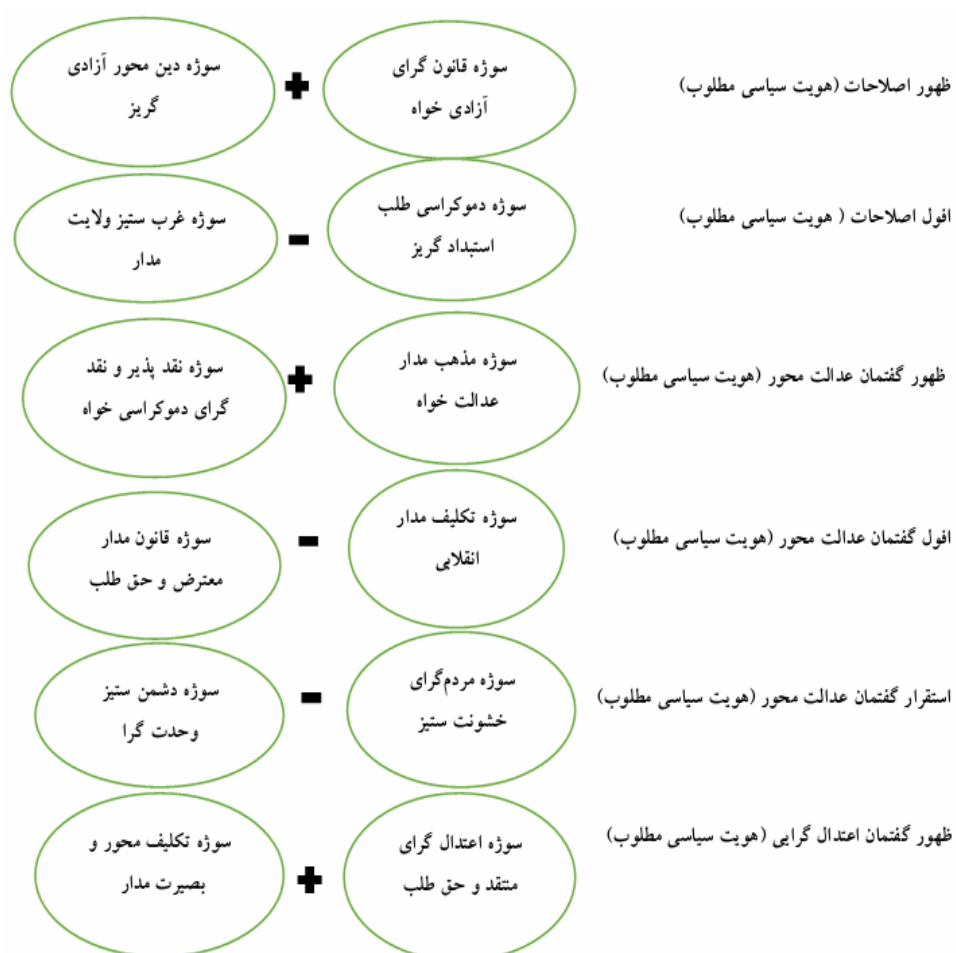 ظهور اصلاحات (هویت سیاسی مطلوب)
سوژه قانون گرای
آزادی خواه
+
سوژه دین محور آزادی
گریز
افول اصلاحات ( هویت سیاسی مطلوب)
سوژه دموکراسی طلب
استبداد گریز
-
سوژه غرب ستیز ولایت
مدار
ظهور گفتمان عدالت محور (هویت سیاسی مطلوب)
سوژه مذهب مدار
عدالت خواه
+
سوژه نقد پذیر و نقد
گرای دموکراسی خواه
افول گفتمان عدالت محور (هویت سیاسی مطلوب)
سوژه تکلیف مدار
انقلابی
-
سوژه قانون مدار
معترض و حق طلب
استقرار گفتمان عدالت محور (هویت سیاسی مطلوب)
سوژه مردم‌گرای
خشونت ستیز
-
سوژه دشمن ستیز
وحدت گرا
ظهور گفتمان اعتدال گرایی (هویت سیاسی مطلوب)
سوژه اعتدال گرای
منتقد و حق طلب
+
سوژه تکلیف محور و
بصیرت مدار